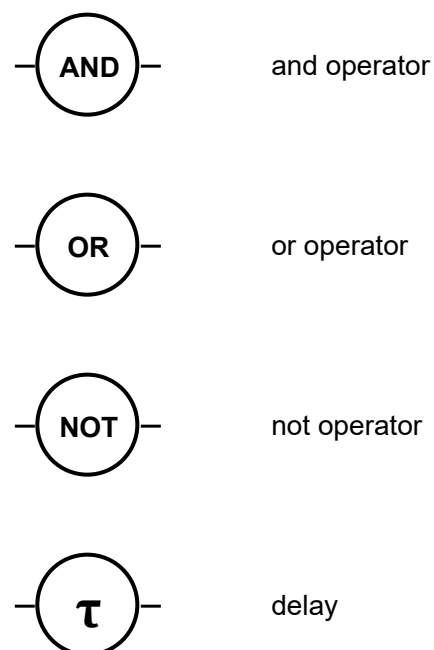 AND and operator
OR or operator
NOT not operator
τ delay